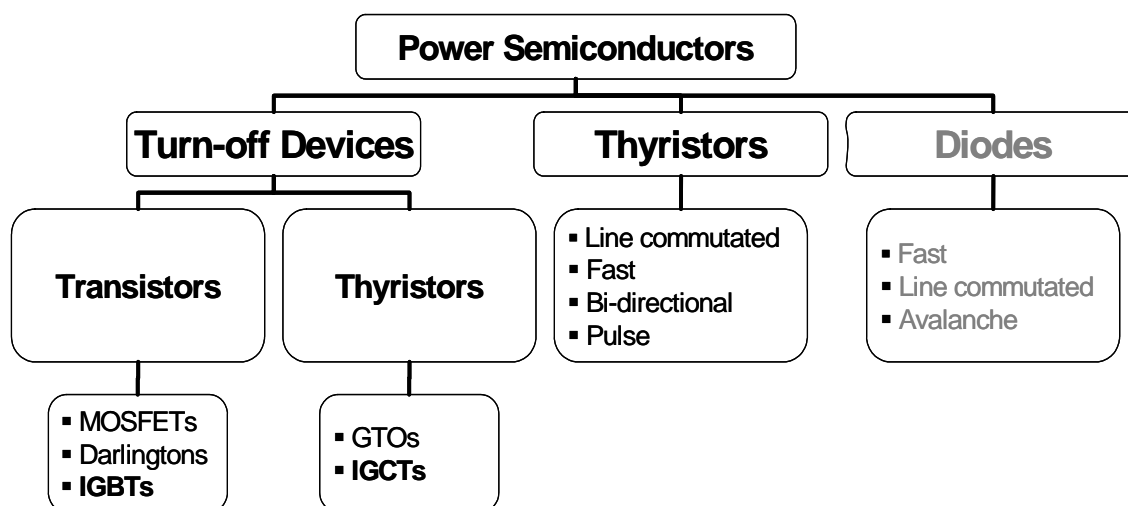 Power Semiconductors
Turn-off Devices
Thyristors
Diodes
Transistors
Thyristors
▪ Line commutated
▪ Fast
▪ Bi-directional
▪ Pulse
▪ Fast
▪ Line commutated
▪ Avalanche
▪ MOSFETs
▪ Darlingtons
▪ IGBTs
▪ GTOs
▪ IGCTs